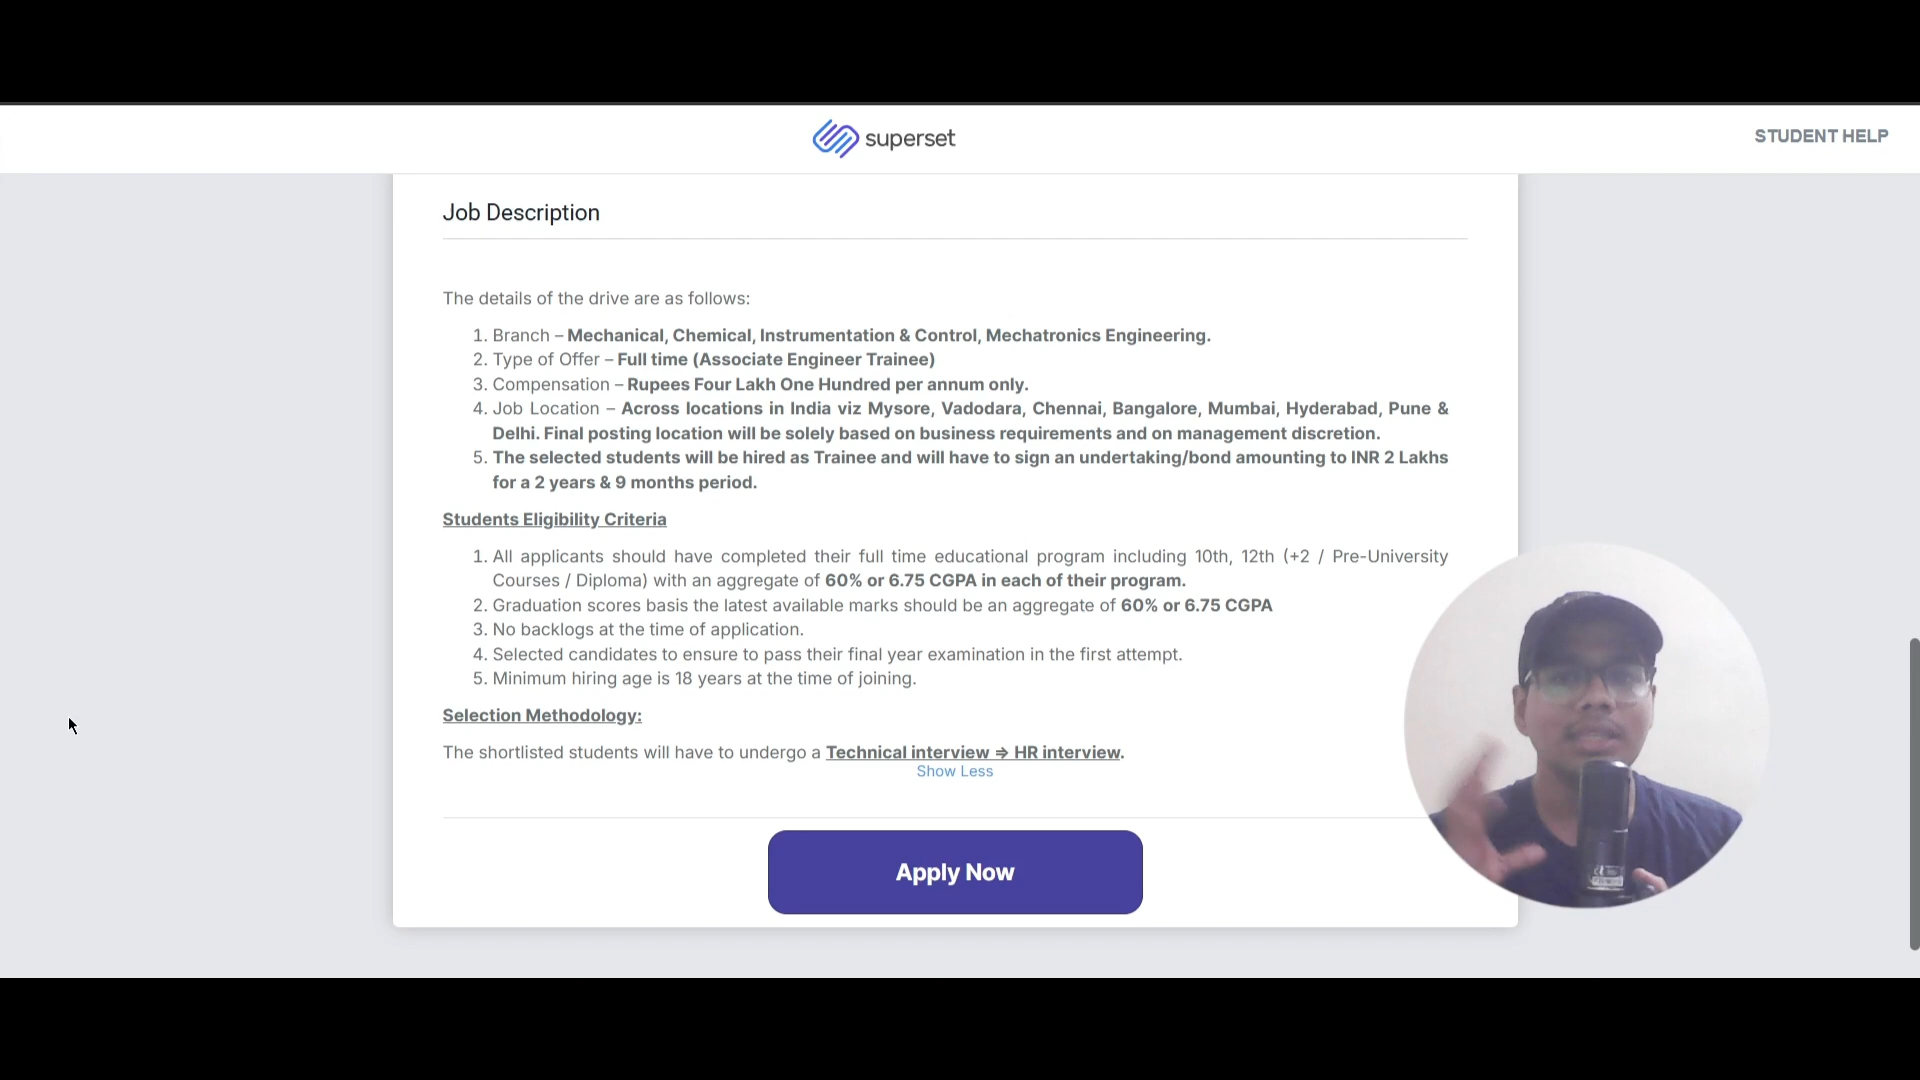 superset
STUDENT HELP
Job Description
The details of the drive are as follows:
1. Branch – Mechanical, Chemical, Instrumentation & Control, Mechatronics Engineering.
2. Type of Offer – Full time (Associate Engineer Trainee)
3. Compensation – Rupees Four Lakh One Hundred per annum only.
4. Job Location – Across locations in India viz Mysore, Vadodara, Chennai, Bangalore, Mumbai, Hyderabad, Pune &
Delhi. Final posting location will be solely based on business requirements and on management discretion.
5. The selected students will be hired as Trainee and will have to sign an undertaking/bond amounting to INR 2 Lakhs
for a 2 years & 9 months period.
Students Eligibility Criteria
1. All applicants should have completed their full time educational program including 10th, 12th (+2 / Pre-University
Courses / Diploma) with an aggregate of 60% or 6.75 CGPA in each of their program.
2. Graduation scores basis the latest available marks should be an aggregate of 60% or 6.75 CGPA
3. No backlogs at the time of application.
4. Selected candidates to ensure to pass their final year examination in the first attempt.
5. Minimum hiring age is 18 years at the time of joining.
Selection Methodology:
The shortlisted students will have to undergo a Technical interview => HR interview.
Show Less
Apply Now